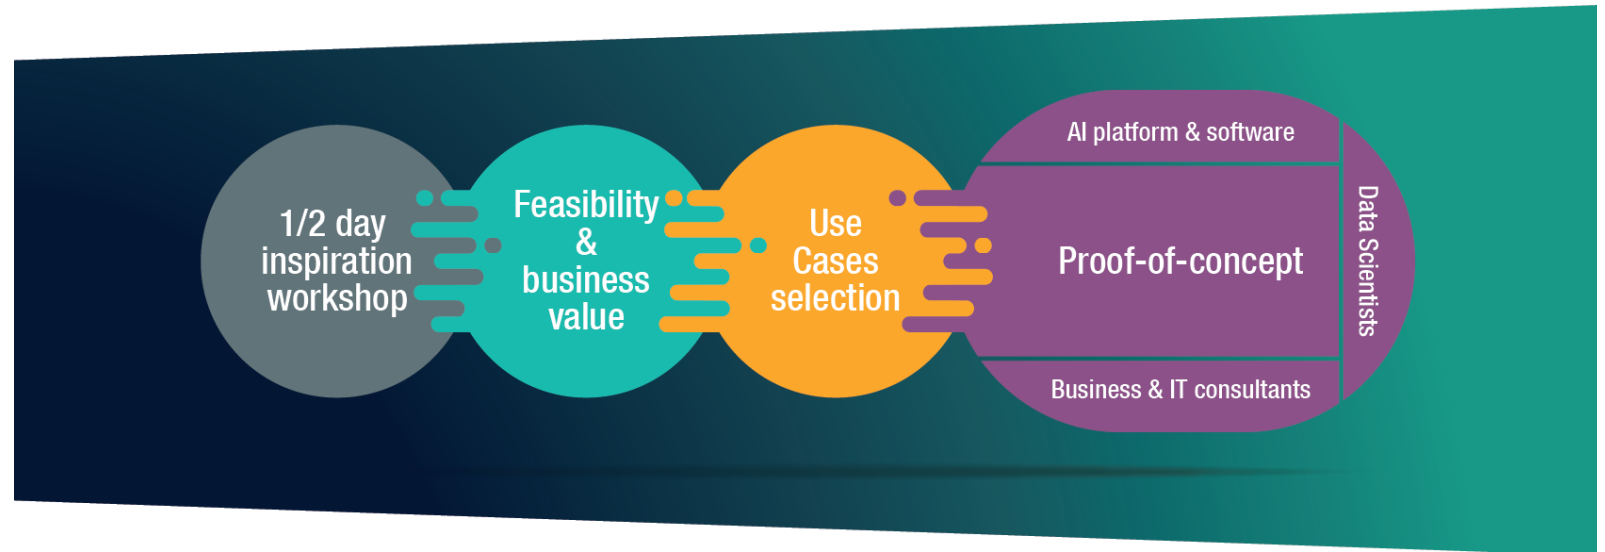 1/2 day
inspiration
workshop
Feasibility
&
business
value
Use
Cases
selection
AI platform & software
Proof-of-concept
Business & IT consultants
Data Scientists